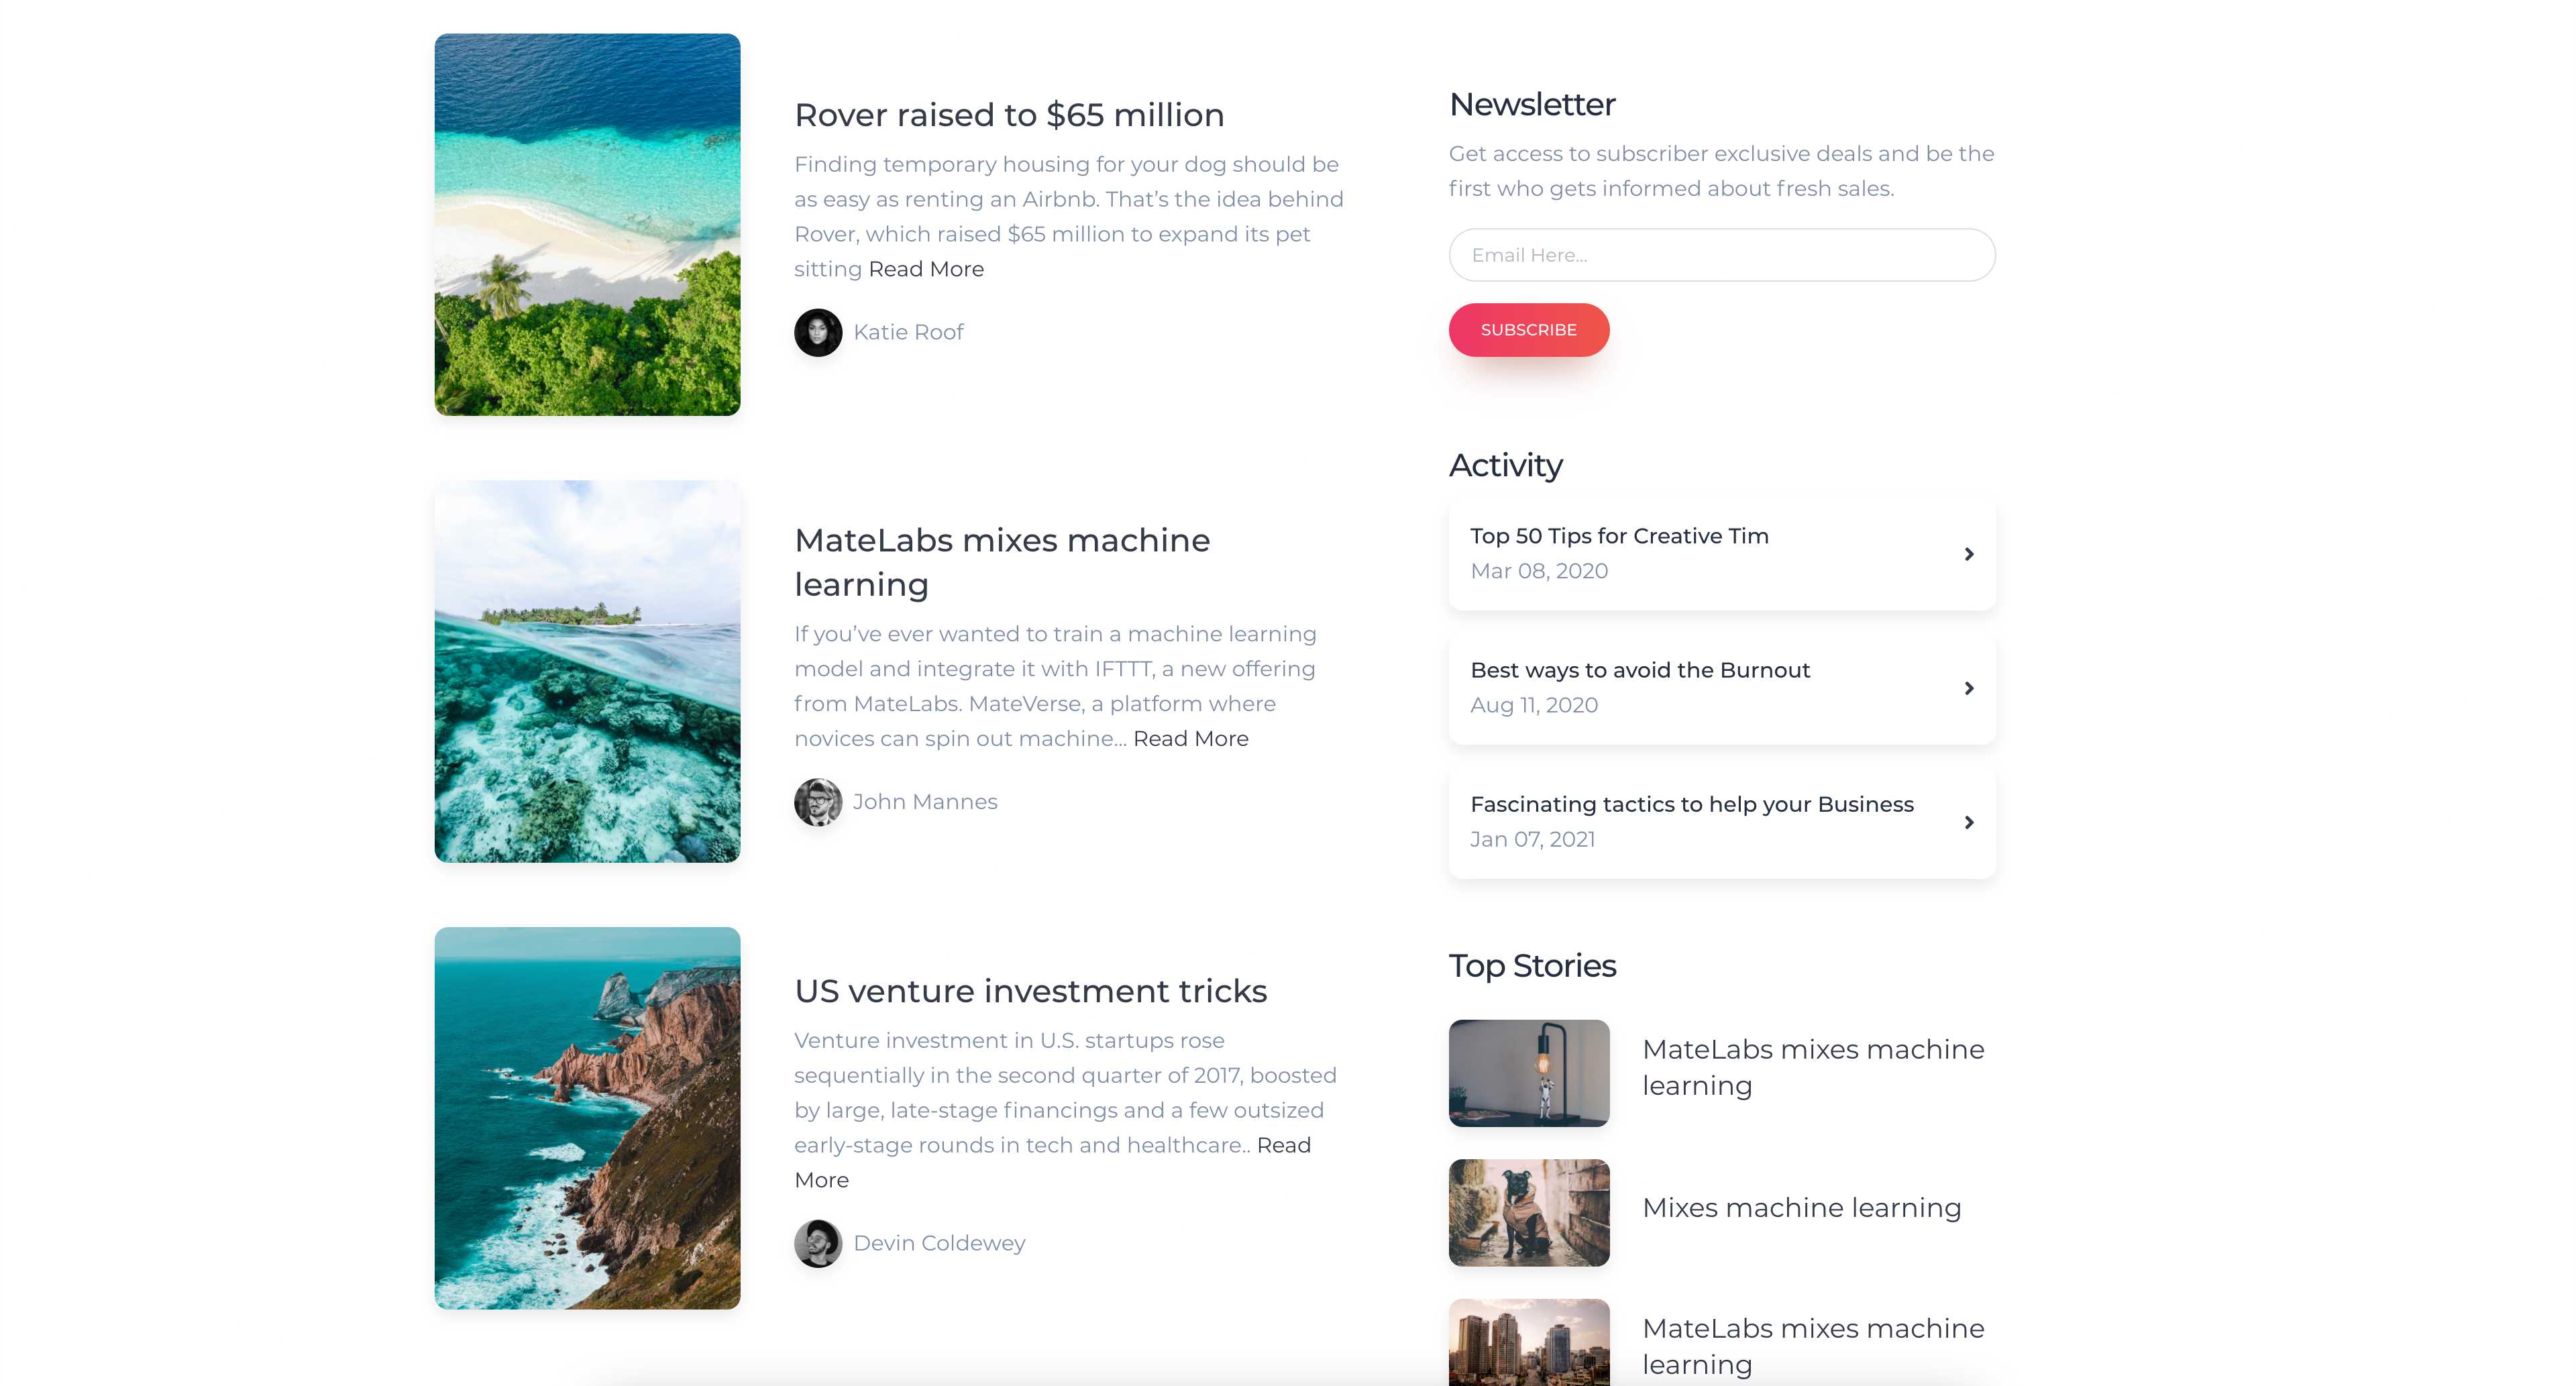 Rover raised to $65 million
Finding temporary housing for your dog should be
as easy as renting an Airbnb. That’s the idea behind
Rover, which raised $65 million to expand its pet
sitting Read More
Katie Roof
MateLabs mixes machine
learning
If you’ve ever wanted to train a machine learning
model and integrate it with IFTTT, a new offering
from MateLabs. MateVerse, a platform where
novices can spin out machine... Read More
John Mannes
US venture investment tricks
Venture investment in U.S. startups rose
sequentially in the second quarter of 2017, boosted
by large, late-stage financings and a few outsized
early-stage rounds in tech and healthcare.. Read
More
Devin Coldewey
Newsletter
Get access to subscriber exclusive deals and be the
first who gets informed about fresh sales.
Email Here...
SUBSCRIBE
Activity
Top 50 Tips for Creative Tim
Mar 08, 2020
Best ways to avoid the Burnout
Aug 11, 2020
Fascinating tactics to help your Business
Jan 07, 2021
Top Stories
MateLabs mixes machine
learning
Mixes machine learning
MateLabs mixes machine
learning